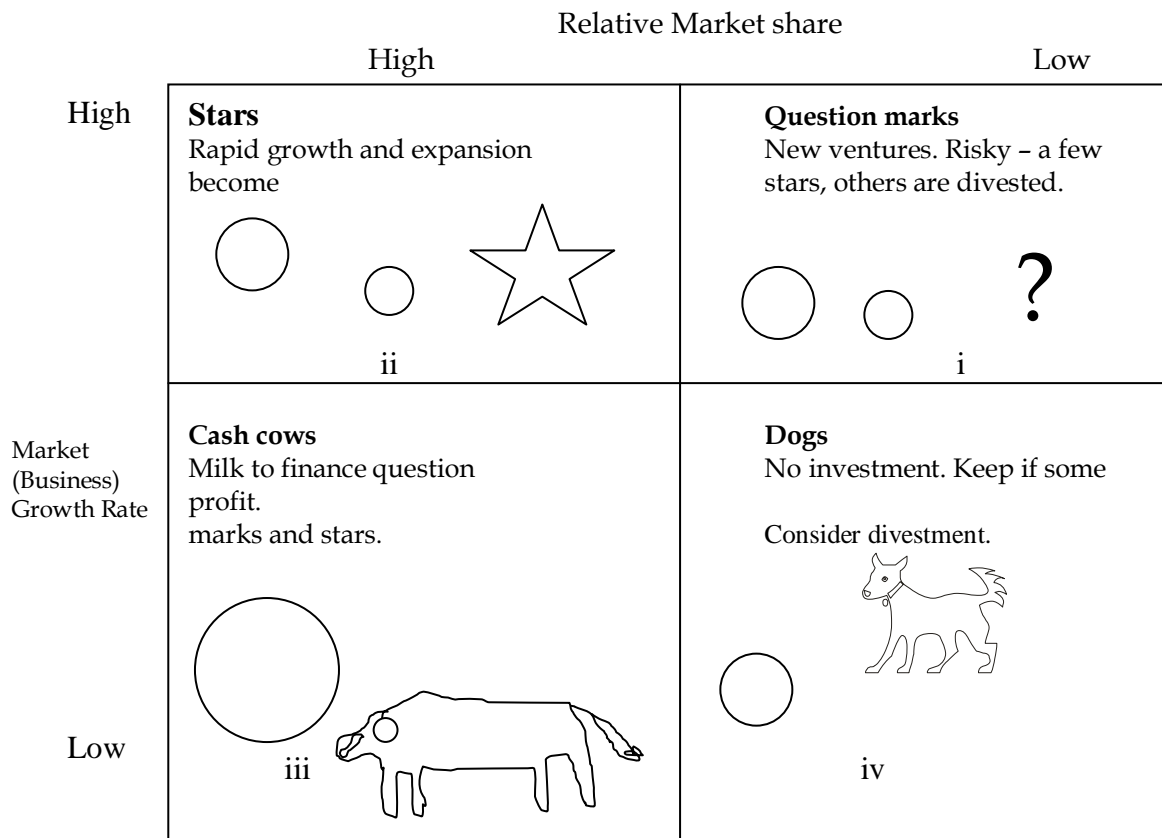 Relative Market share
High
Low
High
Stars
Rapid growth and expansion
become
ii
Question marks
New ventures. Risky – a few
stars, others are divested.
?
i
Market
(Business)
Growth Rate
Low
Cash cows
Milk to finance question
profit.
marks and stars.
iii
Dogs
No investment. Keep if some
Consider divestment.
iv